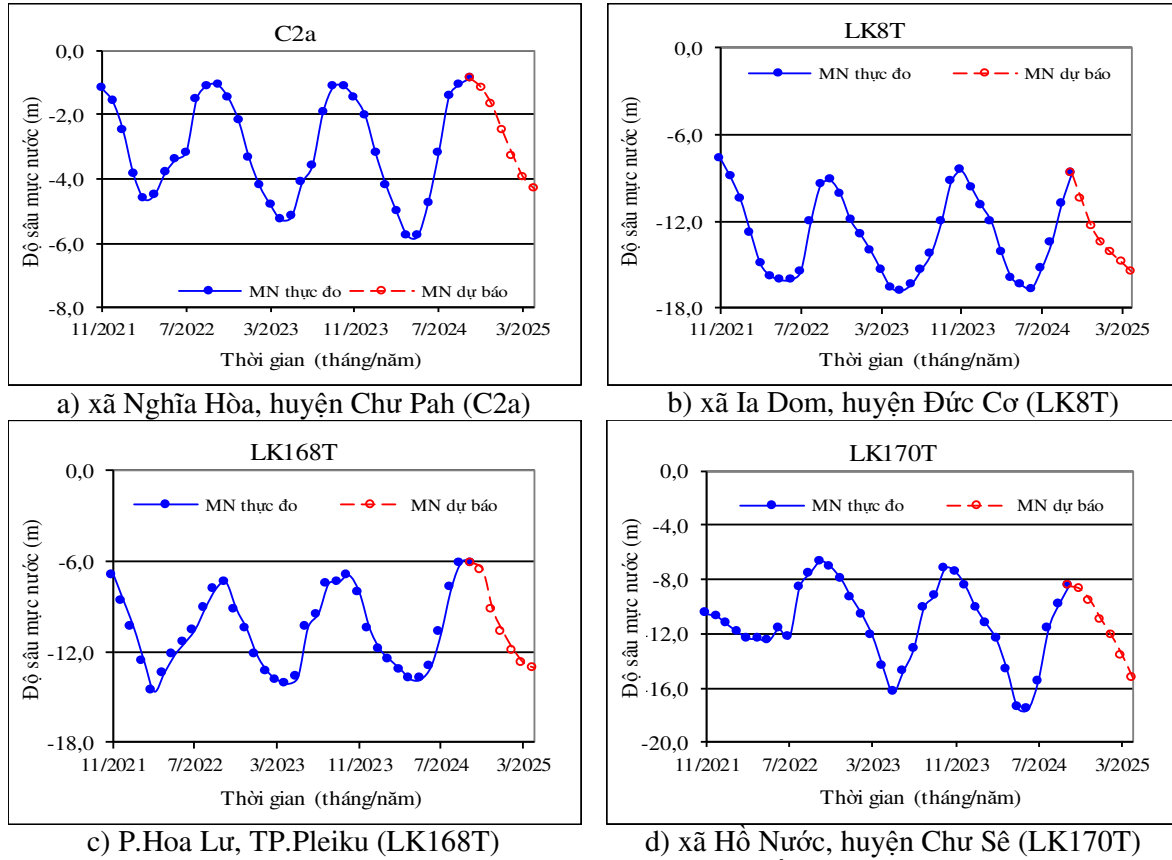 C2a
0,0
-2,0
-4,0
-6,0
-8,0
Độ sâu mực nước (m)
MN thực đo
MN dự báo
11/2021
7/2022
3/2023
11/2023
7/2024
3/2025
Thời gian (tháng/năm)
a) xã Nghĩa Hòa, huyện Chư Pah (C2a)
LK8T
0,0
-6,0
-12,0
-18,0
Độ sâu mực nước (m)
MN thực đo
MN dự báo
11/2021
7/2022
3/2023
11/2023
7/2024
3/2025
Thời gian (tháng/năm)
b) xã Ia Dom, huyện Đức Cơ (LK8T)
LK168T
0,0
-6,0
-12,0
-18,0
Độ sâu mực nước (m)
MN thực đo
MN dự báo
11/2021
7/2022
3/2023
11/2023
7/2024
3/2025
Thời gian (tháng/năm)
c) P.Hoa Lư, TP.Pleiku (LK168T)
LK170T
0,0
-4,0
-8,0
-12,0
-16,0
-20,0
Độ sâu mực nước (m)
MN thực đo
MN dự báo
11/2021
7/2022
3/2023
11/2023
7/2024
3/2025
Thời gian (tháng/năm)
d) xã Hồ Nước, huyện Chư Sê (LK170T)